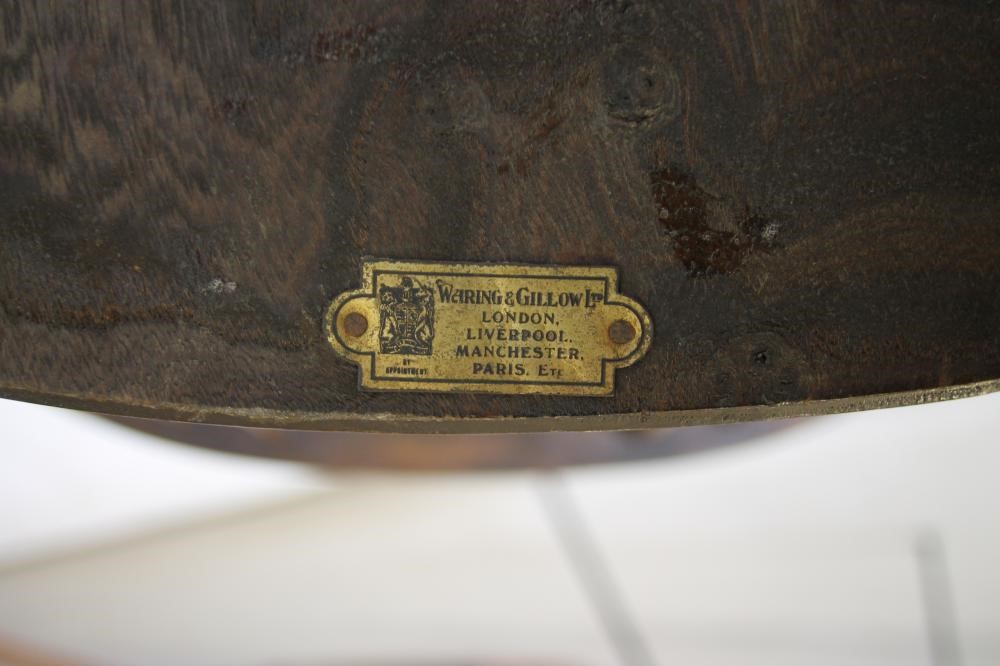 WARING & GILLOW LTD
LONDON,
LIVERPOOL,
MANCHESTER,
PARIS. ETC
BY
APPOINTMENT